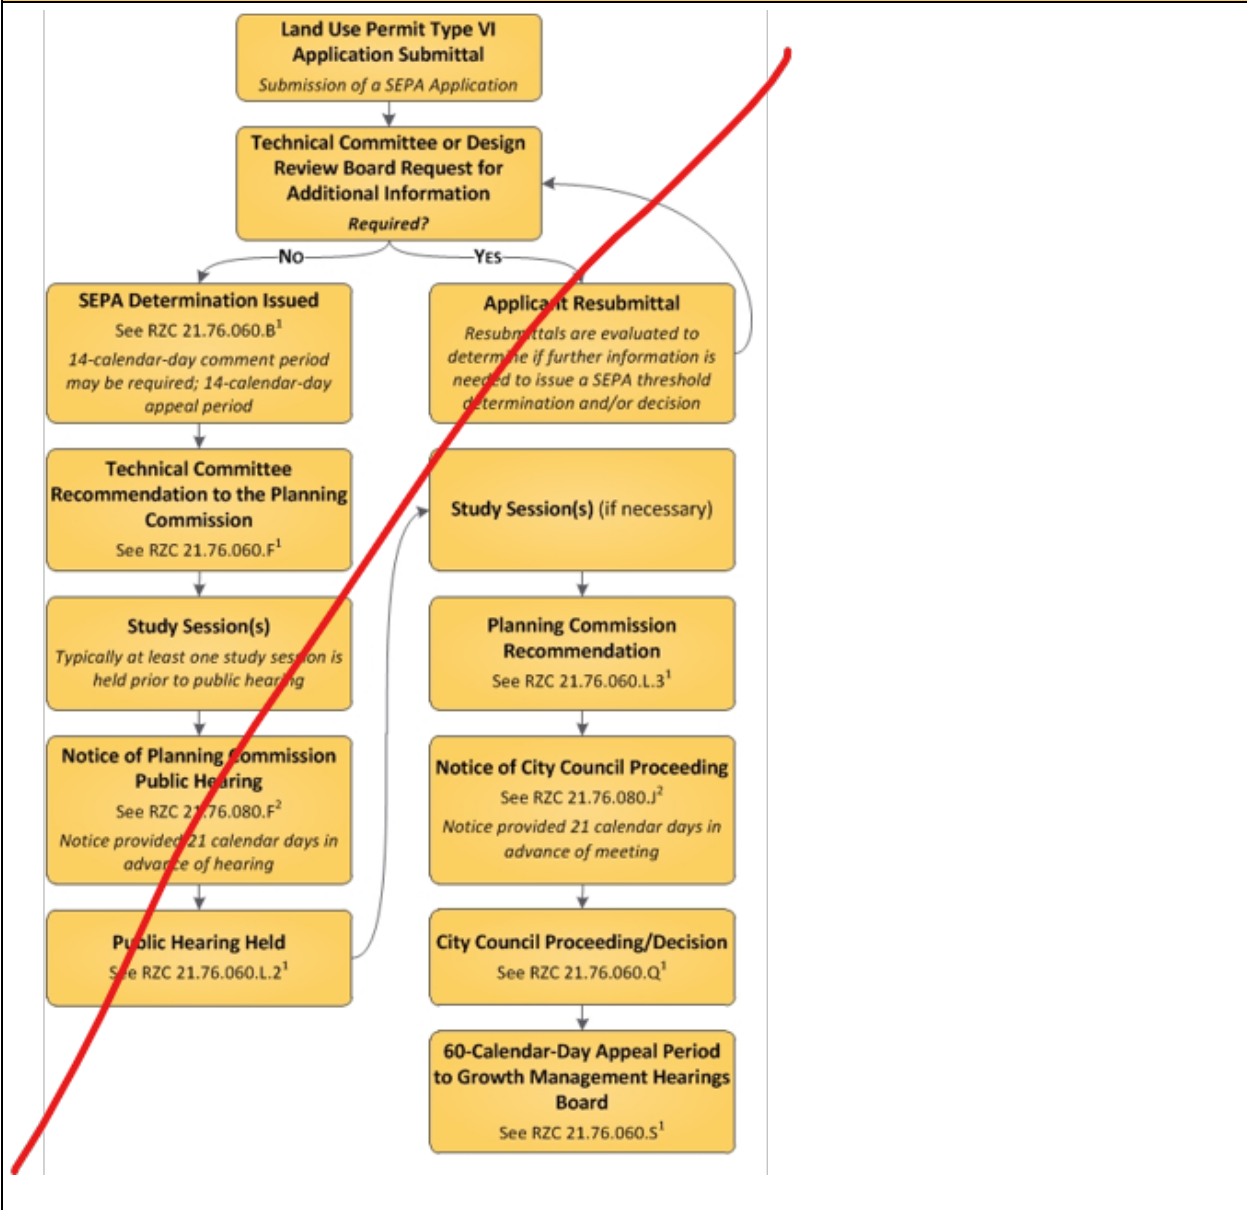 Land Use Permit Type VI
Application Submittal
Submission of a SEPA Application
Technical Committee or Design
Review Board Request for
Additional Information
Required?
No
Yes
SEPA Determination Issued
See RZC 21.76.060.B1
14-calendar-day comment period
may be required; 14-calendar-day
appeal period
Applicant Resubmittal
Resubmittals are evaluated to
determine if further information is
needed to issue a SEPA threshold
determination and/or decision
Technical Committee
Recommendation to the Planning
Commission
See RZC 21.76.060.F1
Study Session(s)
Typically at least one study session is
held prior to public hearing
Notice of Planning Commission
Public Hearing
See RZC 21.76.080.F2
Notice provided 21 calendar days in
advance of hearing
Public Hearing Held
See RZC 21.76.060.L.21
Study Session(s) (if necessary)
Planning Commission
Recommendation
See RZC 21.76.060.L.31
Notice of City Council Proceeding
See RZC 21.76.080.J2
Notice provided 21 calendar days in
advance of meeting
City Council Proceeding/Decision
See RZC 21.76.060.Q1
60-Calendar-Day Appeal Period
to Growth Management Hearings
Board
See RZC 21.76.060.S1